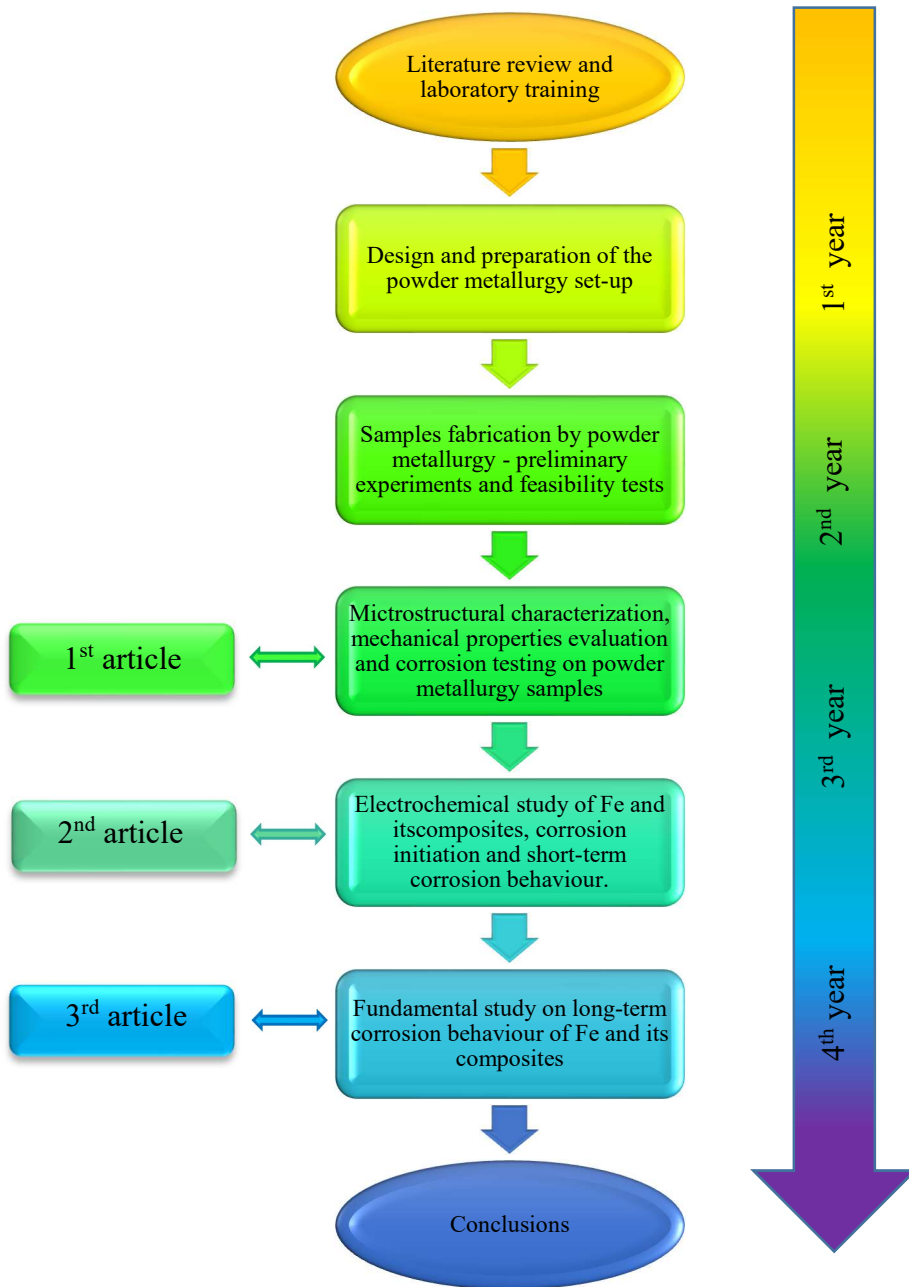 Literature review and
laboratory training
Design and preparation of the
powder metallurgy set-up
Samples fabrication by powder
metallurgy - preliminary
experiments and feasibility tests
Mictrostructural characterization,
mechanical properties evaluation
and corrosion testing on powder
metallurgy samples
1st article
Electrochemical study of Fe and
itscomposites, corrosion
initiation and short-term
corrosion behaviour.
2nd article
Fundamental study on long-term
corrosion behaviour of Fe and its
composites
3rd article
Conclusions
1st year
2nd year
3rd year
4th year